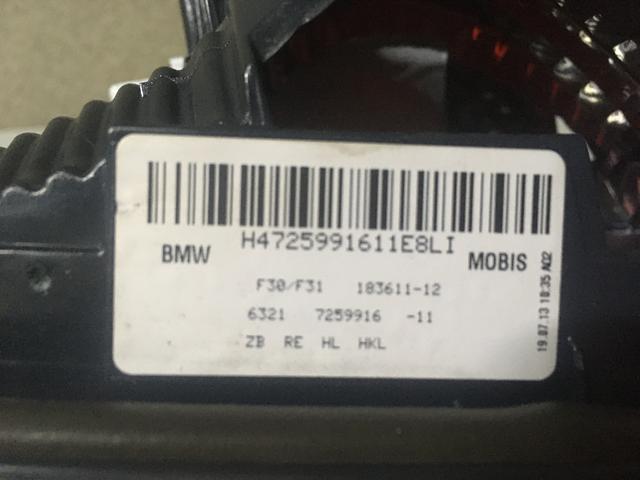 H4725991611E8LI
BMW
MOBIS
F30/F31 183611-12
6321 7259916 -11
ZB RE HL HKL
19.07.13 18:35 A02